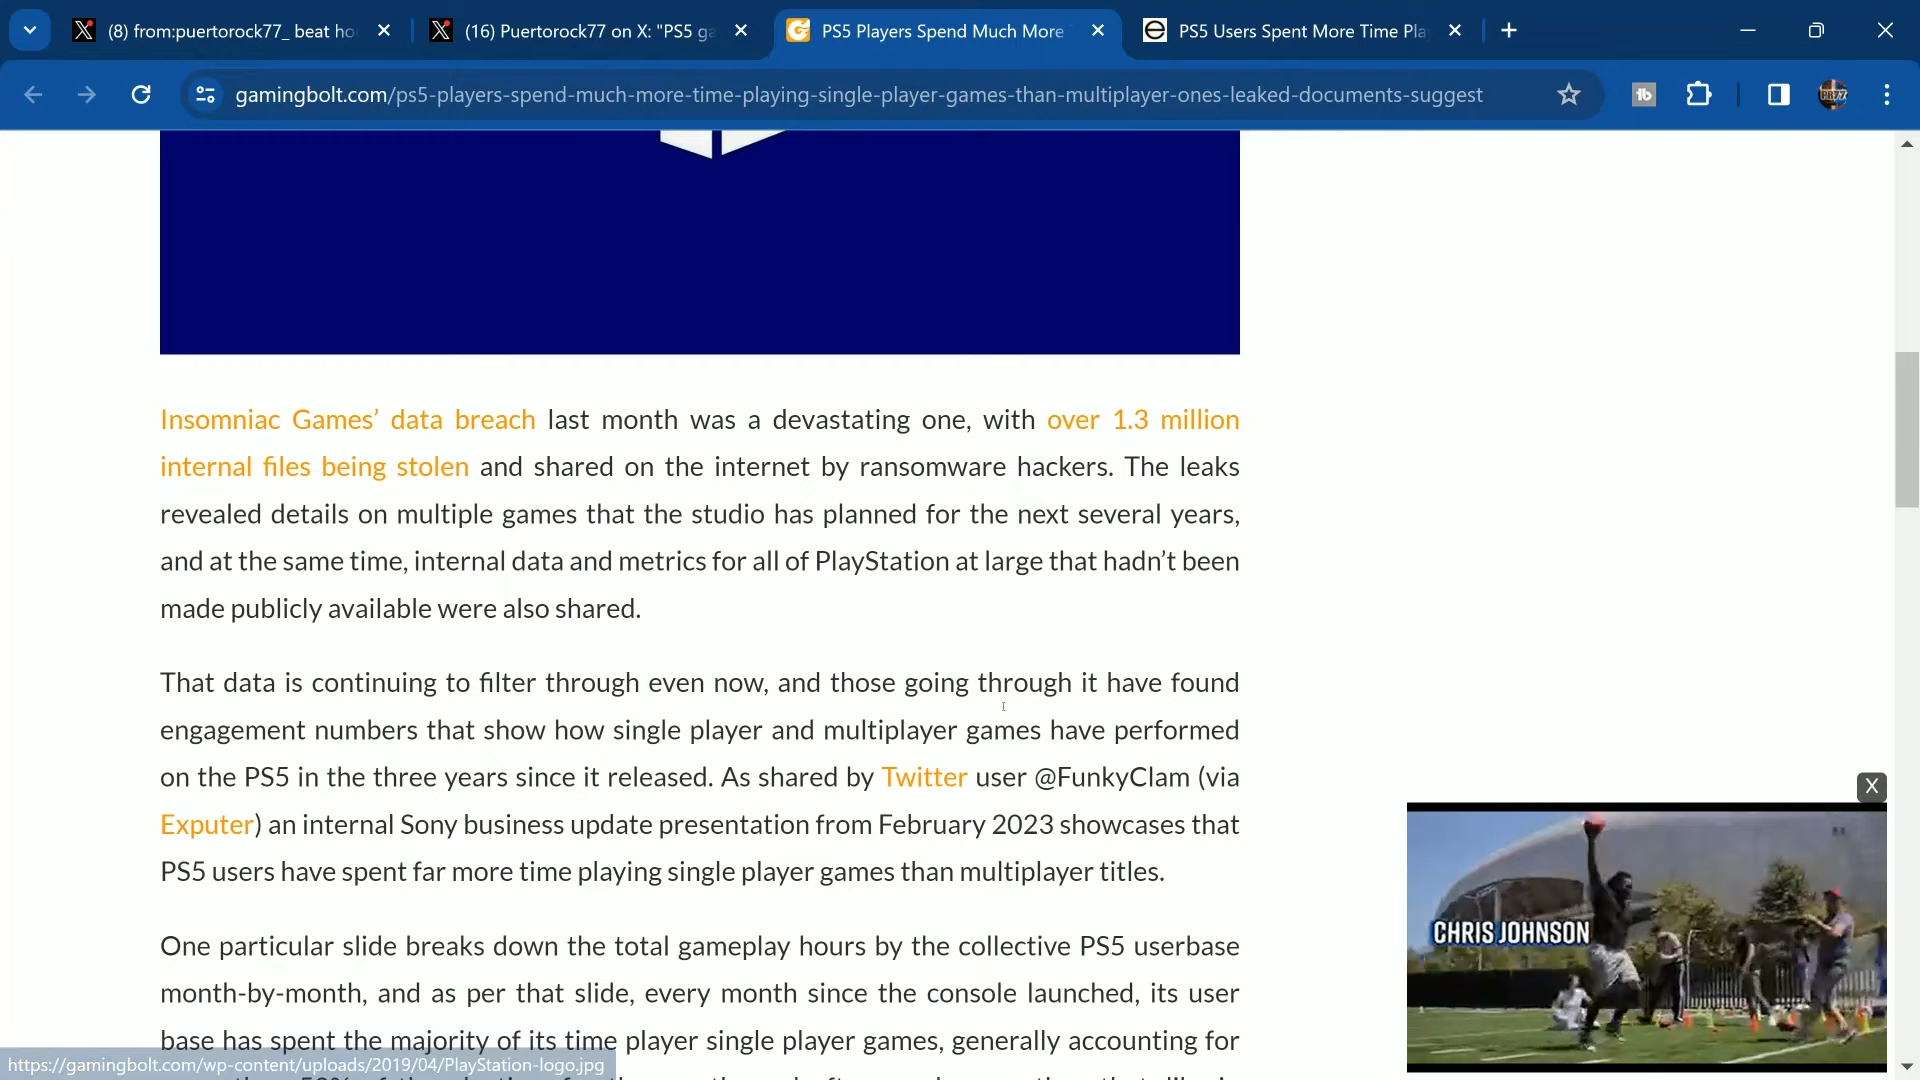 (8) from:puertorock77_ beat ho
(16) Puertorock77 on X: "PS5 ga
PS5 Players Spend Much More
PS5 Users Spent More Time Pla
gamingbolt.com/ps5-players-spend-much-more-time-playing-single-player-games-than-multiplayer-ones-leaked-documents-suggest
Insomniac Games’ data breach last month was a devastating one, with over 1.3 million
internal files being stolen and shared on the internet by ransomware hackers. The leaks
revealed details on multiple games that the studio has planned for the next several years,
and at the same time, internal data and metrics for all of PlayStation at large that hadn’t been
made publicly available were also shared.
That data is continuing to filter through even now, and those going through it have found
engagement numbers that show how single player and multiplayer games have performed
on the PS5 in the three years since it released. As shared by Twitter user @FunkyClam (via
Exputer) an internal Sony business update presentation from February 2023 showcases that
PS5 users have spent far more time playing single player games than multiplayer titles.
X
CHRIS JOHNSON
One particular slide breaks down the total gameplay hours by the collective PS5 userbase
month-by-month, and as per that slide, every month since the console launched, its user
base has spent the majority of its time player single player games, generally accounting for
https://gamingbolt.com/wp-content/uploads/2019/04/PlayStation-logo.jpg